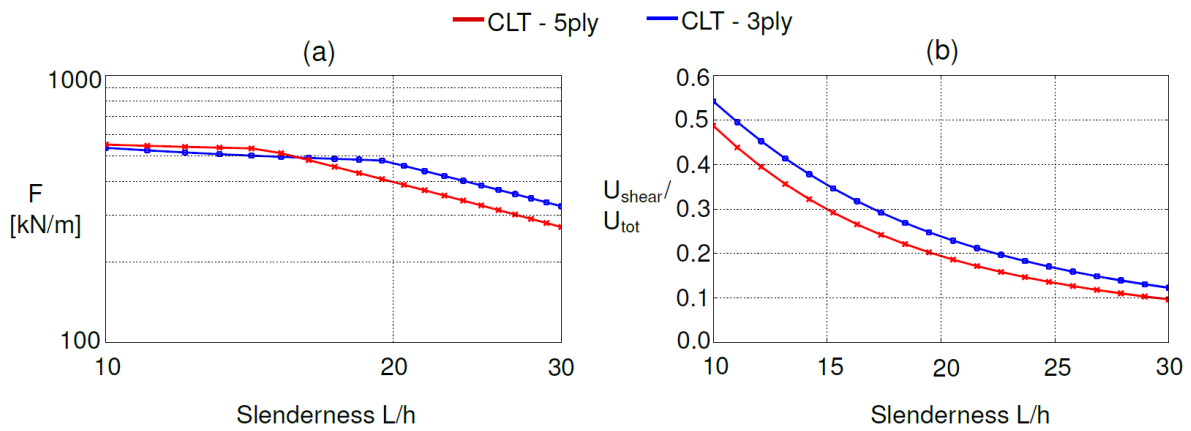 CLT - 5ply
CLT - 3ply
(a)
1000
F
[kN/m]
100
10
20
30
Slenderness L/h
(b)
0.6
0.5
0.4
U_shear/
U_tot
0.3
0.2
0.1
0.0
10
15
20
25
30
Slenderness L/h